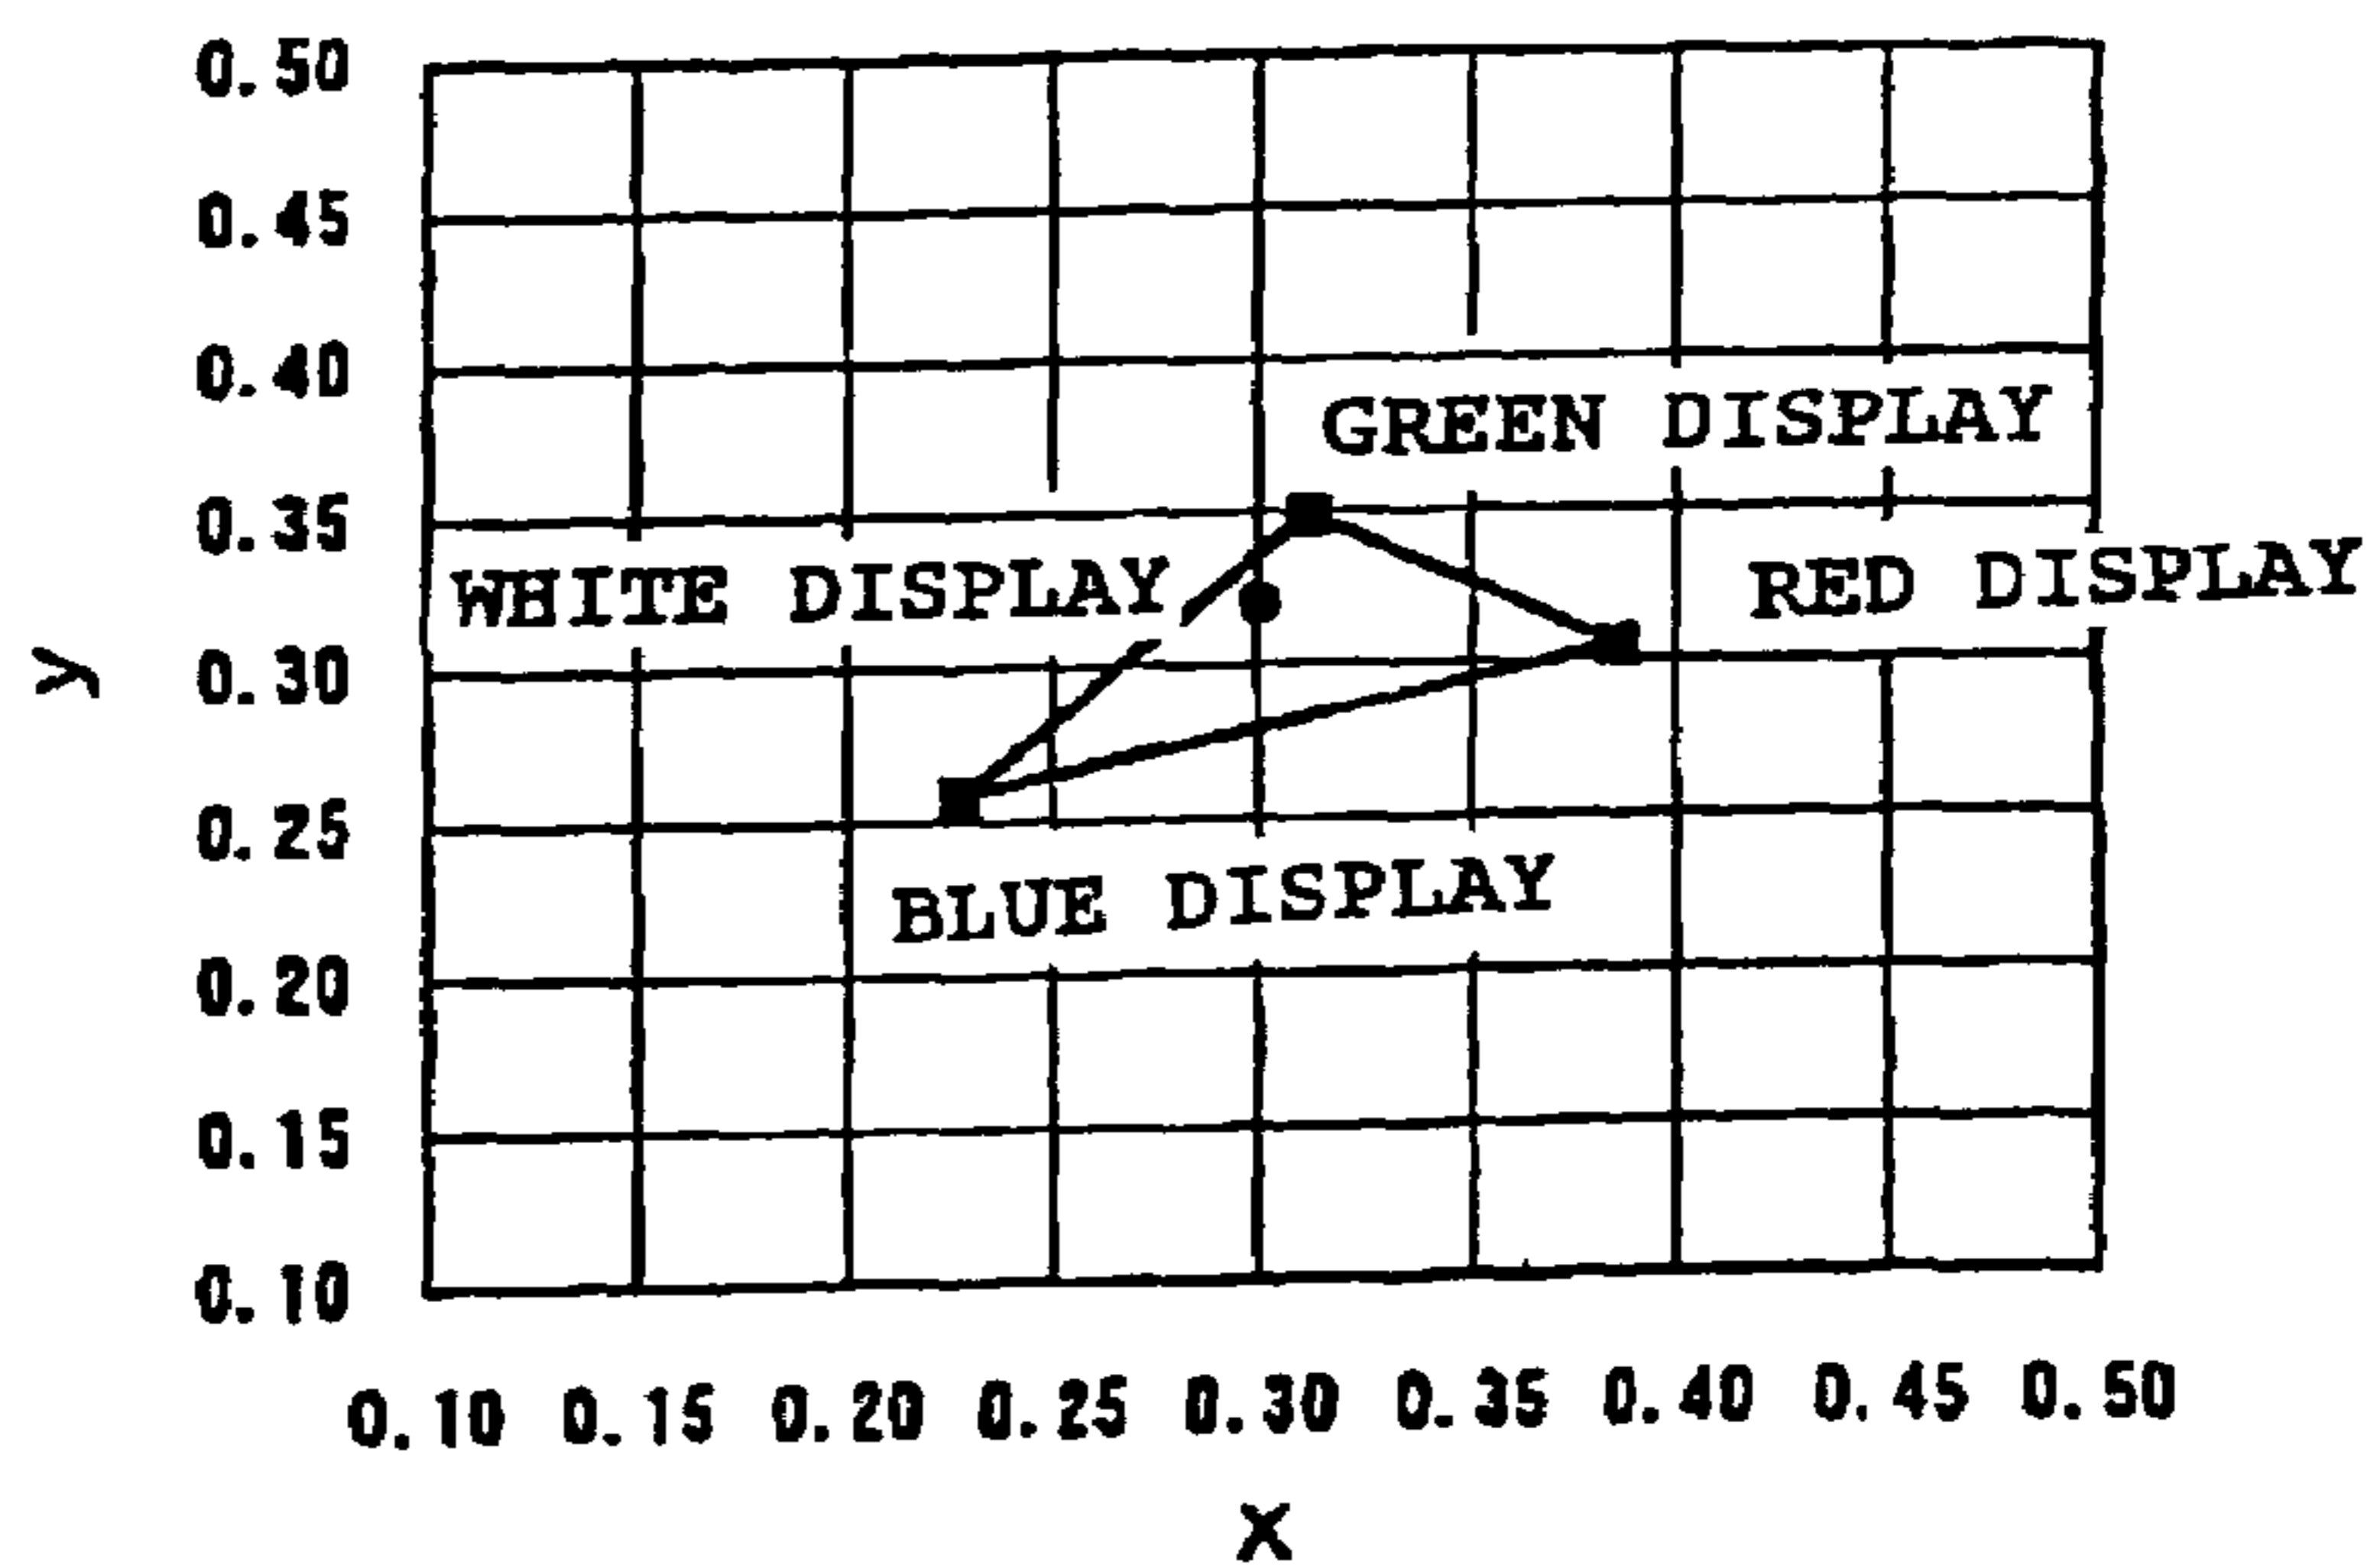 0.50
0.45
0.40
GREEN DISPLAY
0.35
WHITE DISPLAY
RED DISPLAY
y
0.30
0.25
BLUE DISPLAY
0.20
0.15
0.10
0.10 0.15 0.20 0.25 0.30 0.35 0.40 0.45 0.50
x